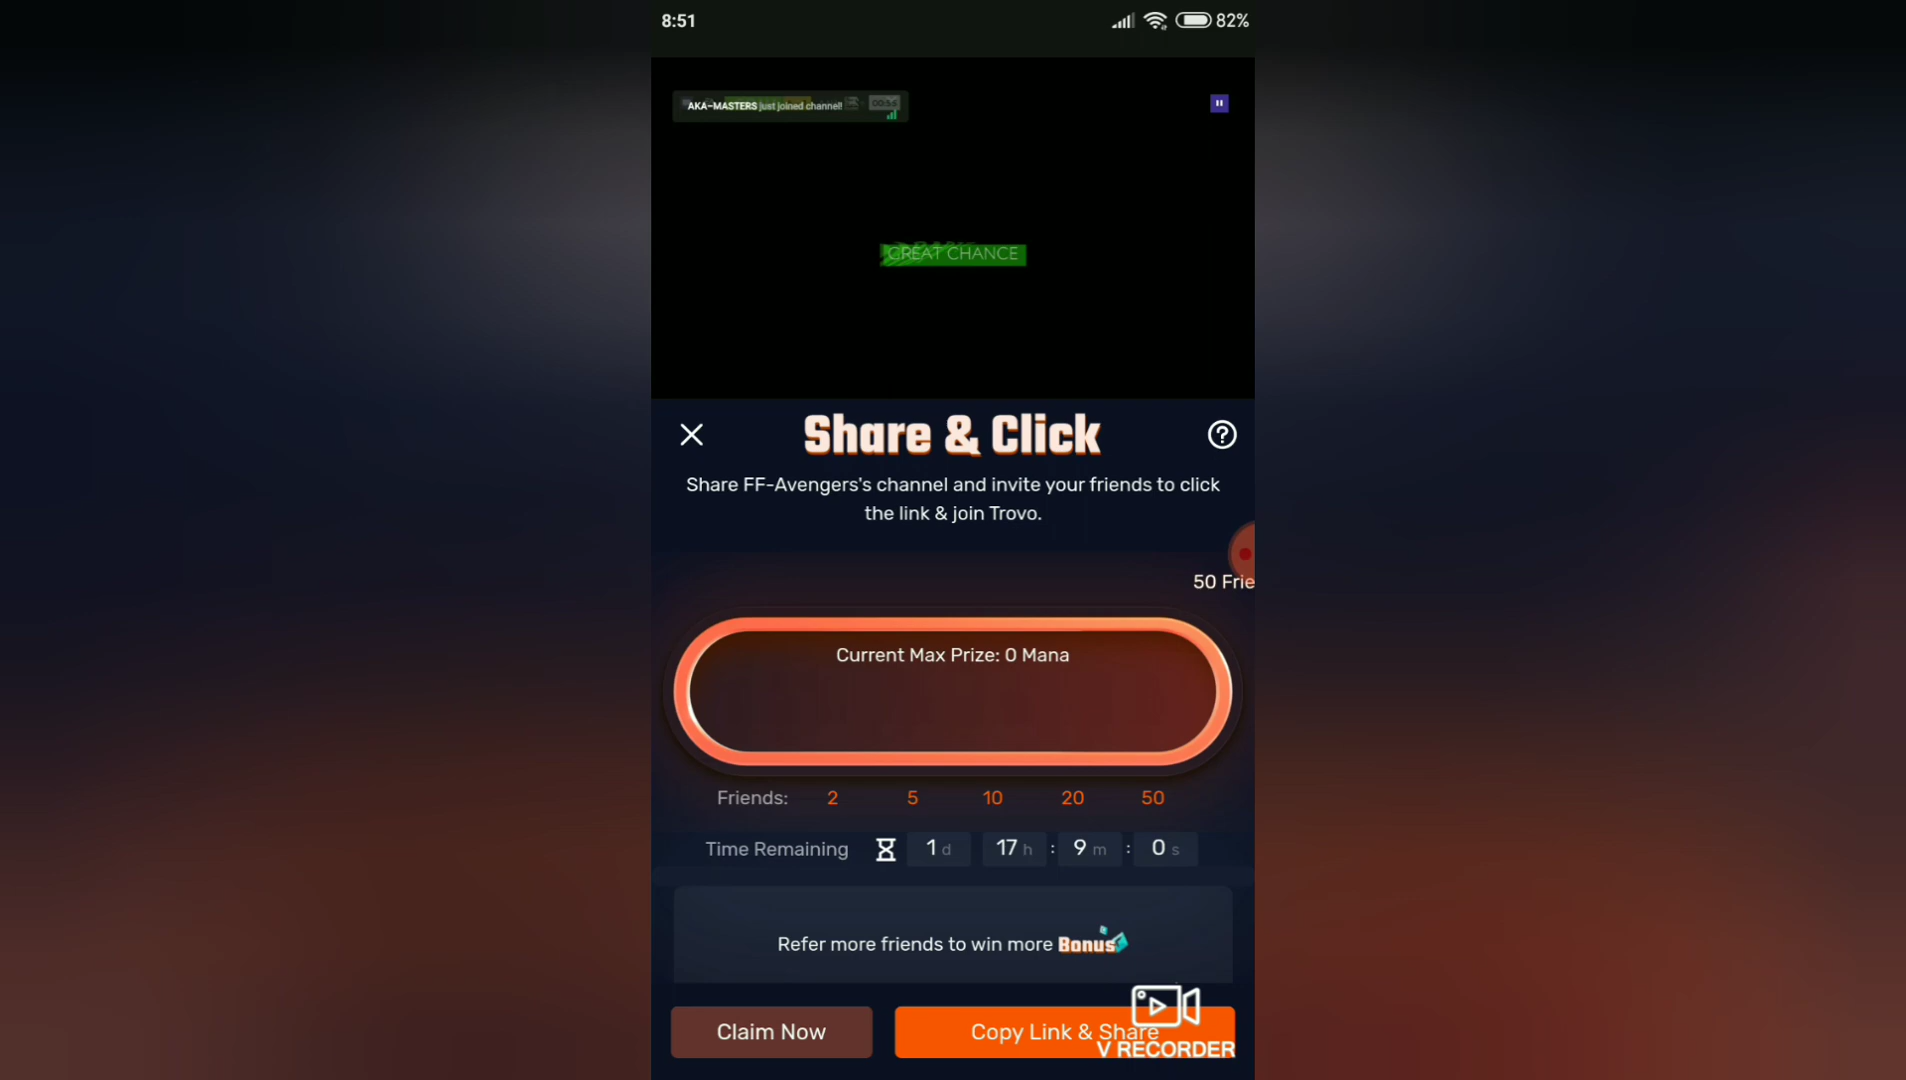 8:51
82%
AKA-MASTERS just joined channel!
00:55
GREAT CHANCE
Share & Click
Share FF-Avengers's channel and invite your friends to click
the link & join Trovo.
50 Frie
Current Max Prize: 0 Mana
Friends: 2 5 10 20 50
Time Remaining 1 d 17 h : 9 m : 0 s
Refer more friends to win more Bonus
Claim Now
Copy Link & Share
V RECORDER